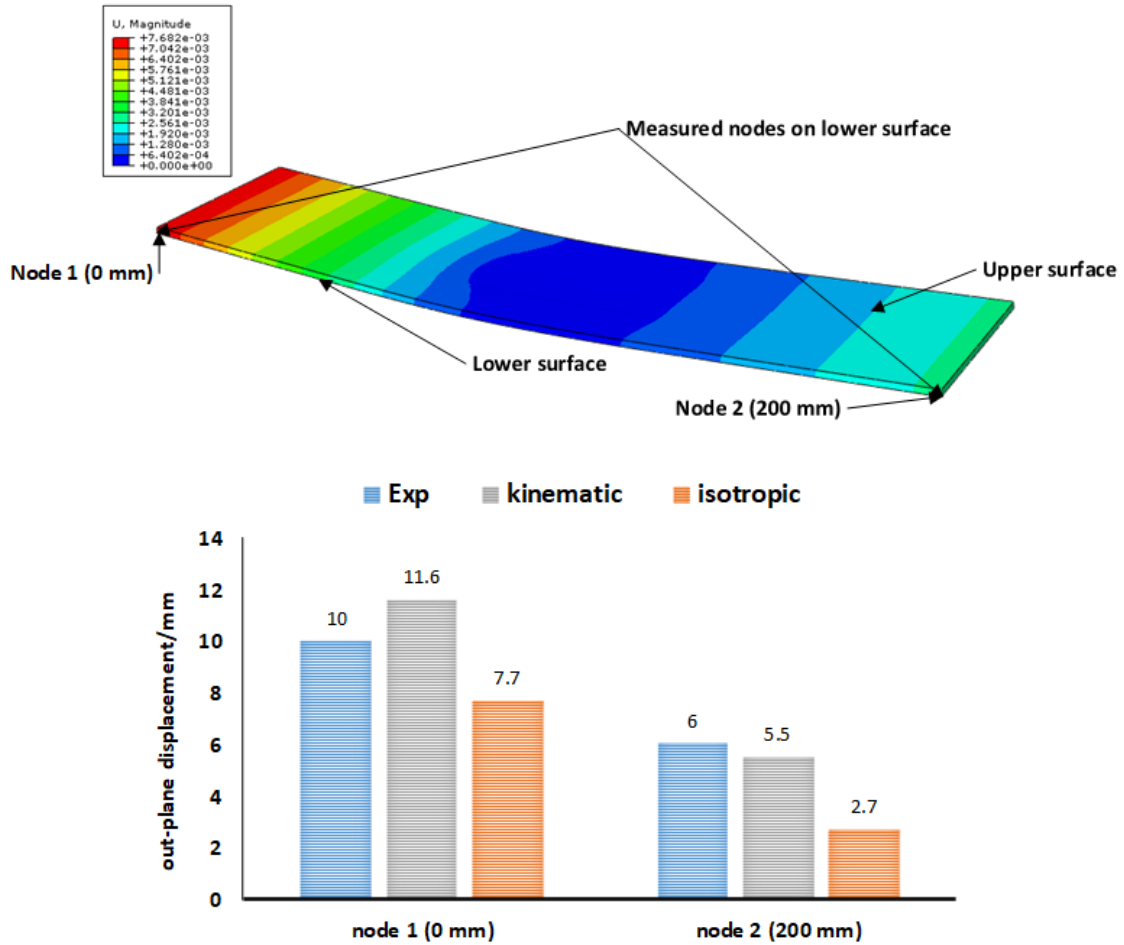 U, Magnitude
+7.682e-03
+7.042e-03
+6.402e-03
+5.761e-03
+5.121e-03
+4.481e-03
+3.841e-03
+3.201e-03
+2.561e-03
+1.920e-03
+1.280e-03
+6.402e-04
+0.000e+00
Measured nodes on lower surface
Node 1 (0 mm)
Upper surface
Lower surface
Node 2 (200 mm)
Exp
kinematic
isotropic
out-plane displacement/mm
14
12
10
8
6
4
2
0
10
11.6
7.7
6
5.5
2.7
node 1 (0 mm)
node 2 (200 mm)